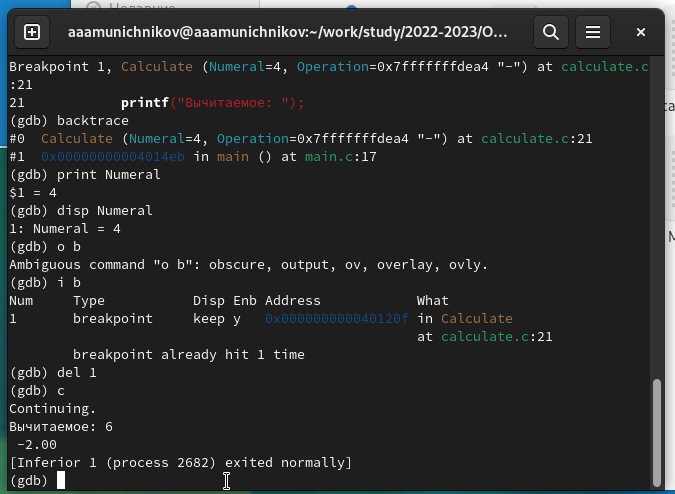 aaamunichnikov@aaamunichnikov:~/work/study/2022-2023/O...
Breakpoint 1, Calculate (Numeral=4, Operation=0x7fffffffdea4 "-") at calculate.c
:21
21 printf("Вычитаемое: ");
(gdb) backtrace
#0 Calculate (Numeral=4, Operation=0x7fffffffdea4 "-") at calculate.c:21
#1 0x00000000004014eb in main () at main.c:17
(gdb) print Numeral
$1 = 4
(gdb) disp Numeral
1: Numeral = 4
(gdb) o b
Ambiguous command "o b": obscure, output, ov, overlay, ovly.
(gdb) i b
Num Type Disp Enb Address What
1 breakpoint keep y 0x000000000040120f in Calculate
at calculate.c:21
breakpoint already hit 1 time
(gdb) del 1
(gdb) c
Continuing.
Вычитаемое: 6
-2.00
[Inferior 1 (process 2682) exited normally]
(gdb)